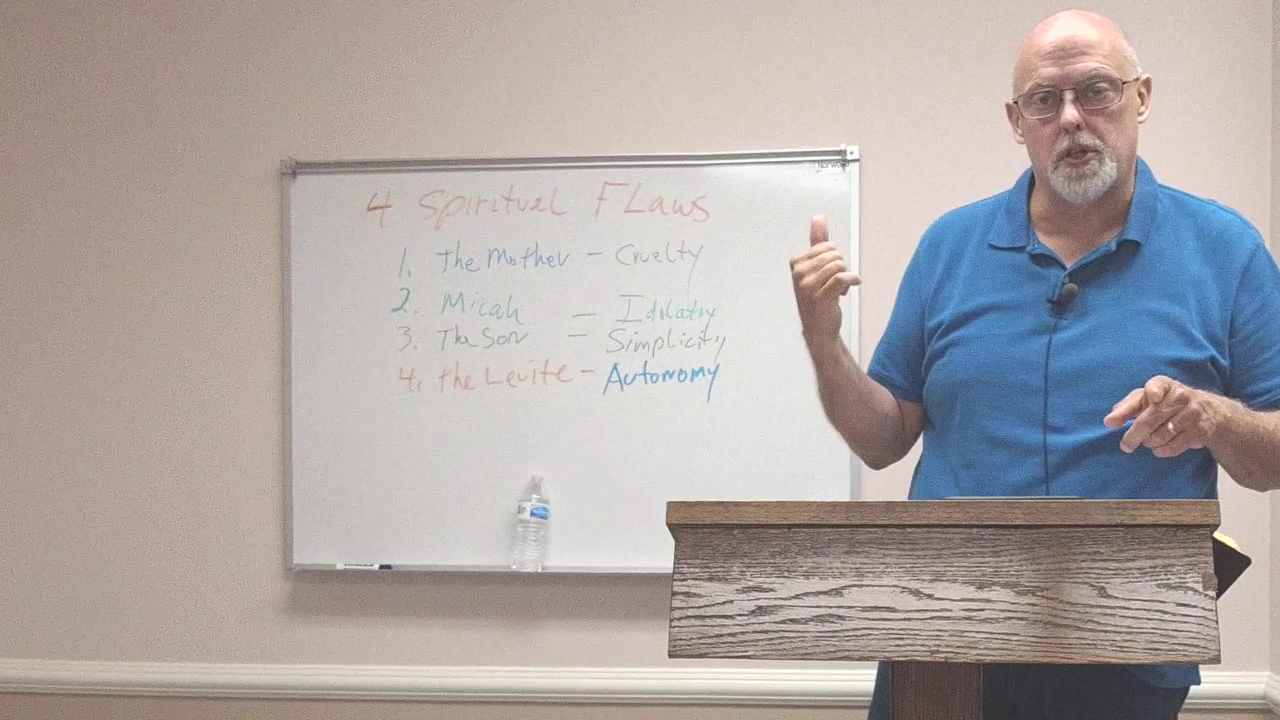 4 Spiritual FLaws
1. the Mother - Cruelty
2. Micah - Idolatry
3. The Son = Simplicity
4. the Levite - Autonomy